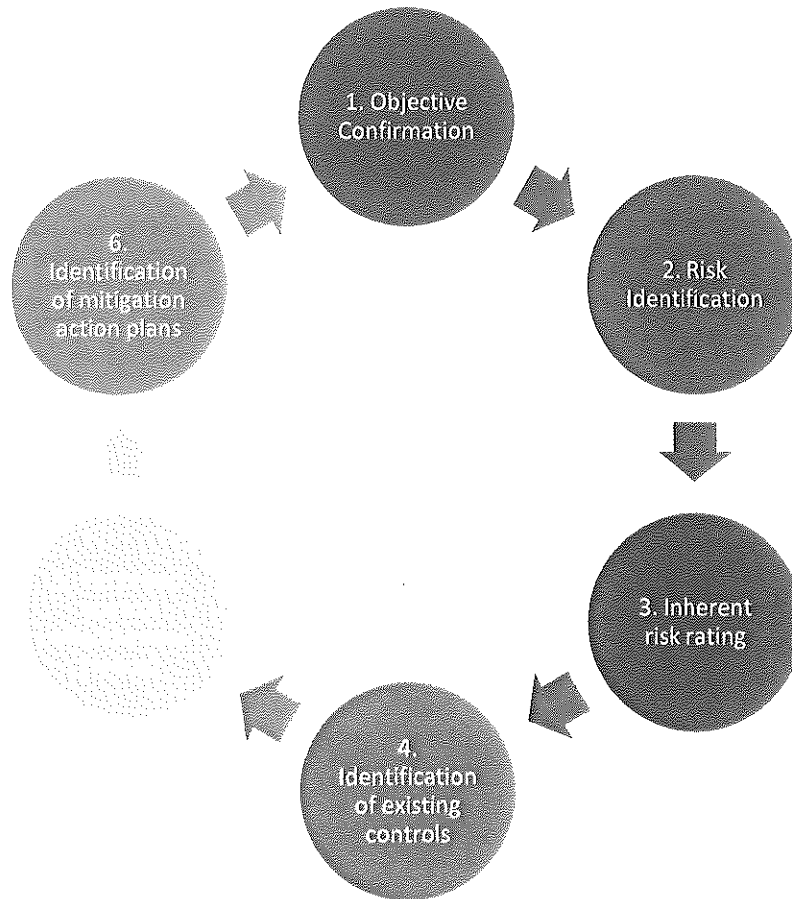 1. Objective
Confirmation
2. Risk
Identification
3. Inherent
risk rating
4.
Identification
of existing
controls
6.
Identification
of mitigation
action plans